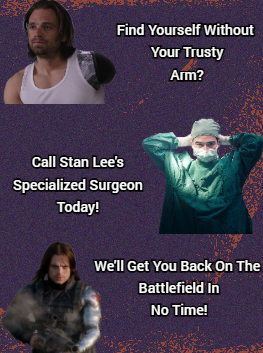 Find Yourself Without
Your Trusty
Arm?
Call Stan Lee's
Specialized Surgeon
Today!
We'll Get You Back On The
Battlefield In
No Time!